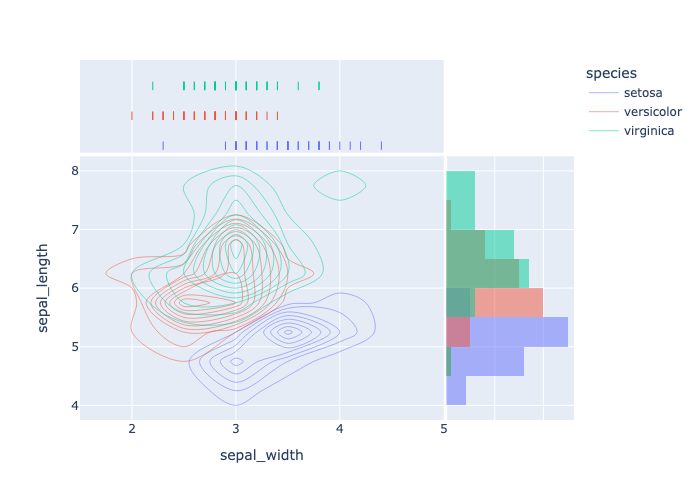 species
setosa
versicolor
virginica
8
7
6
5
4
sepal_length
2
3
4
5
sepal_width